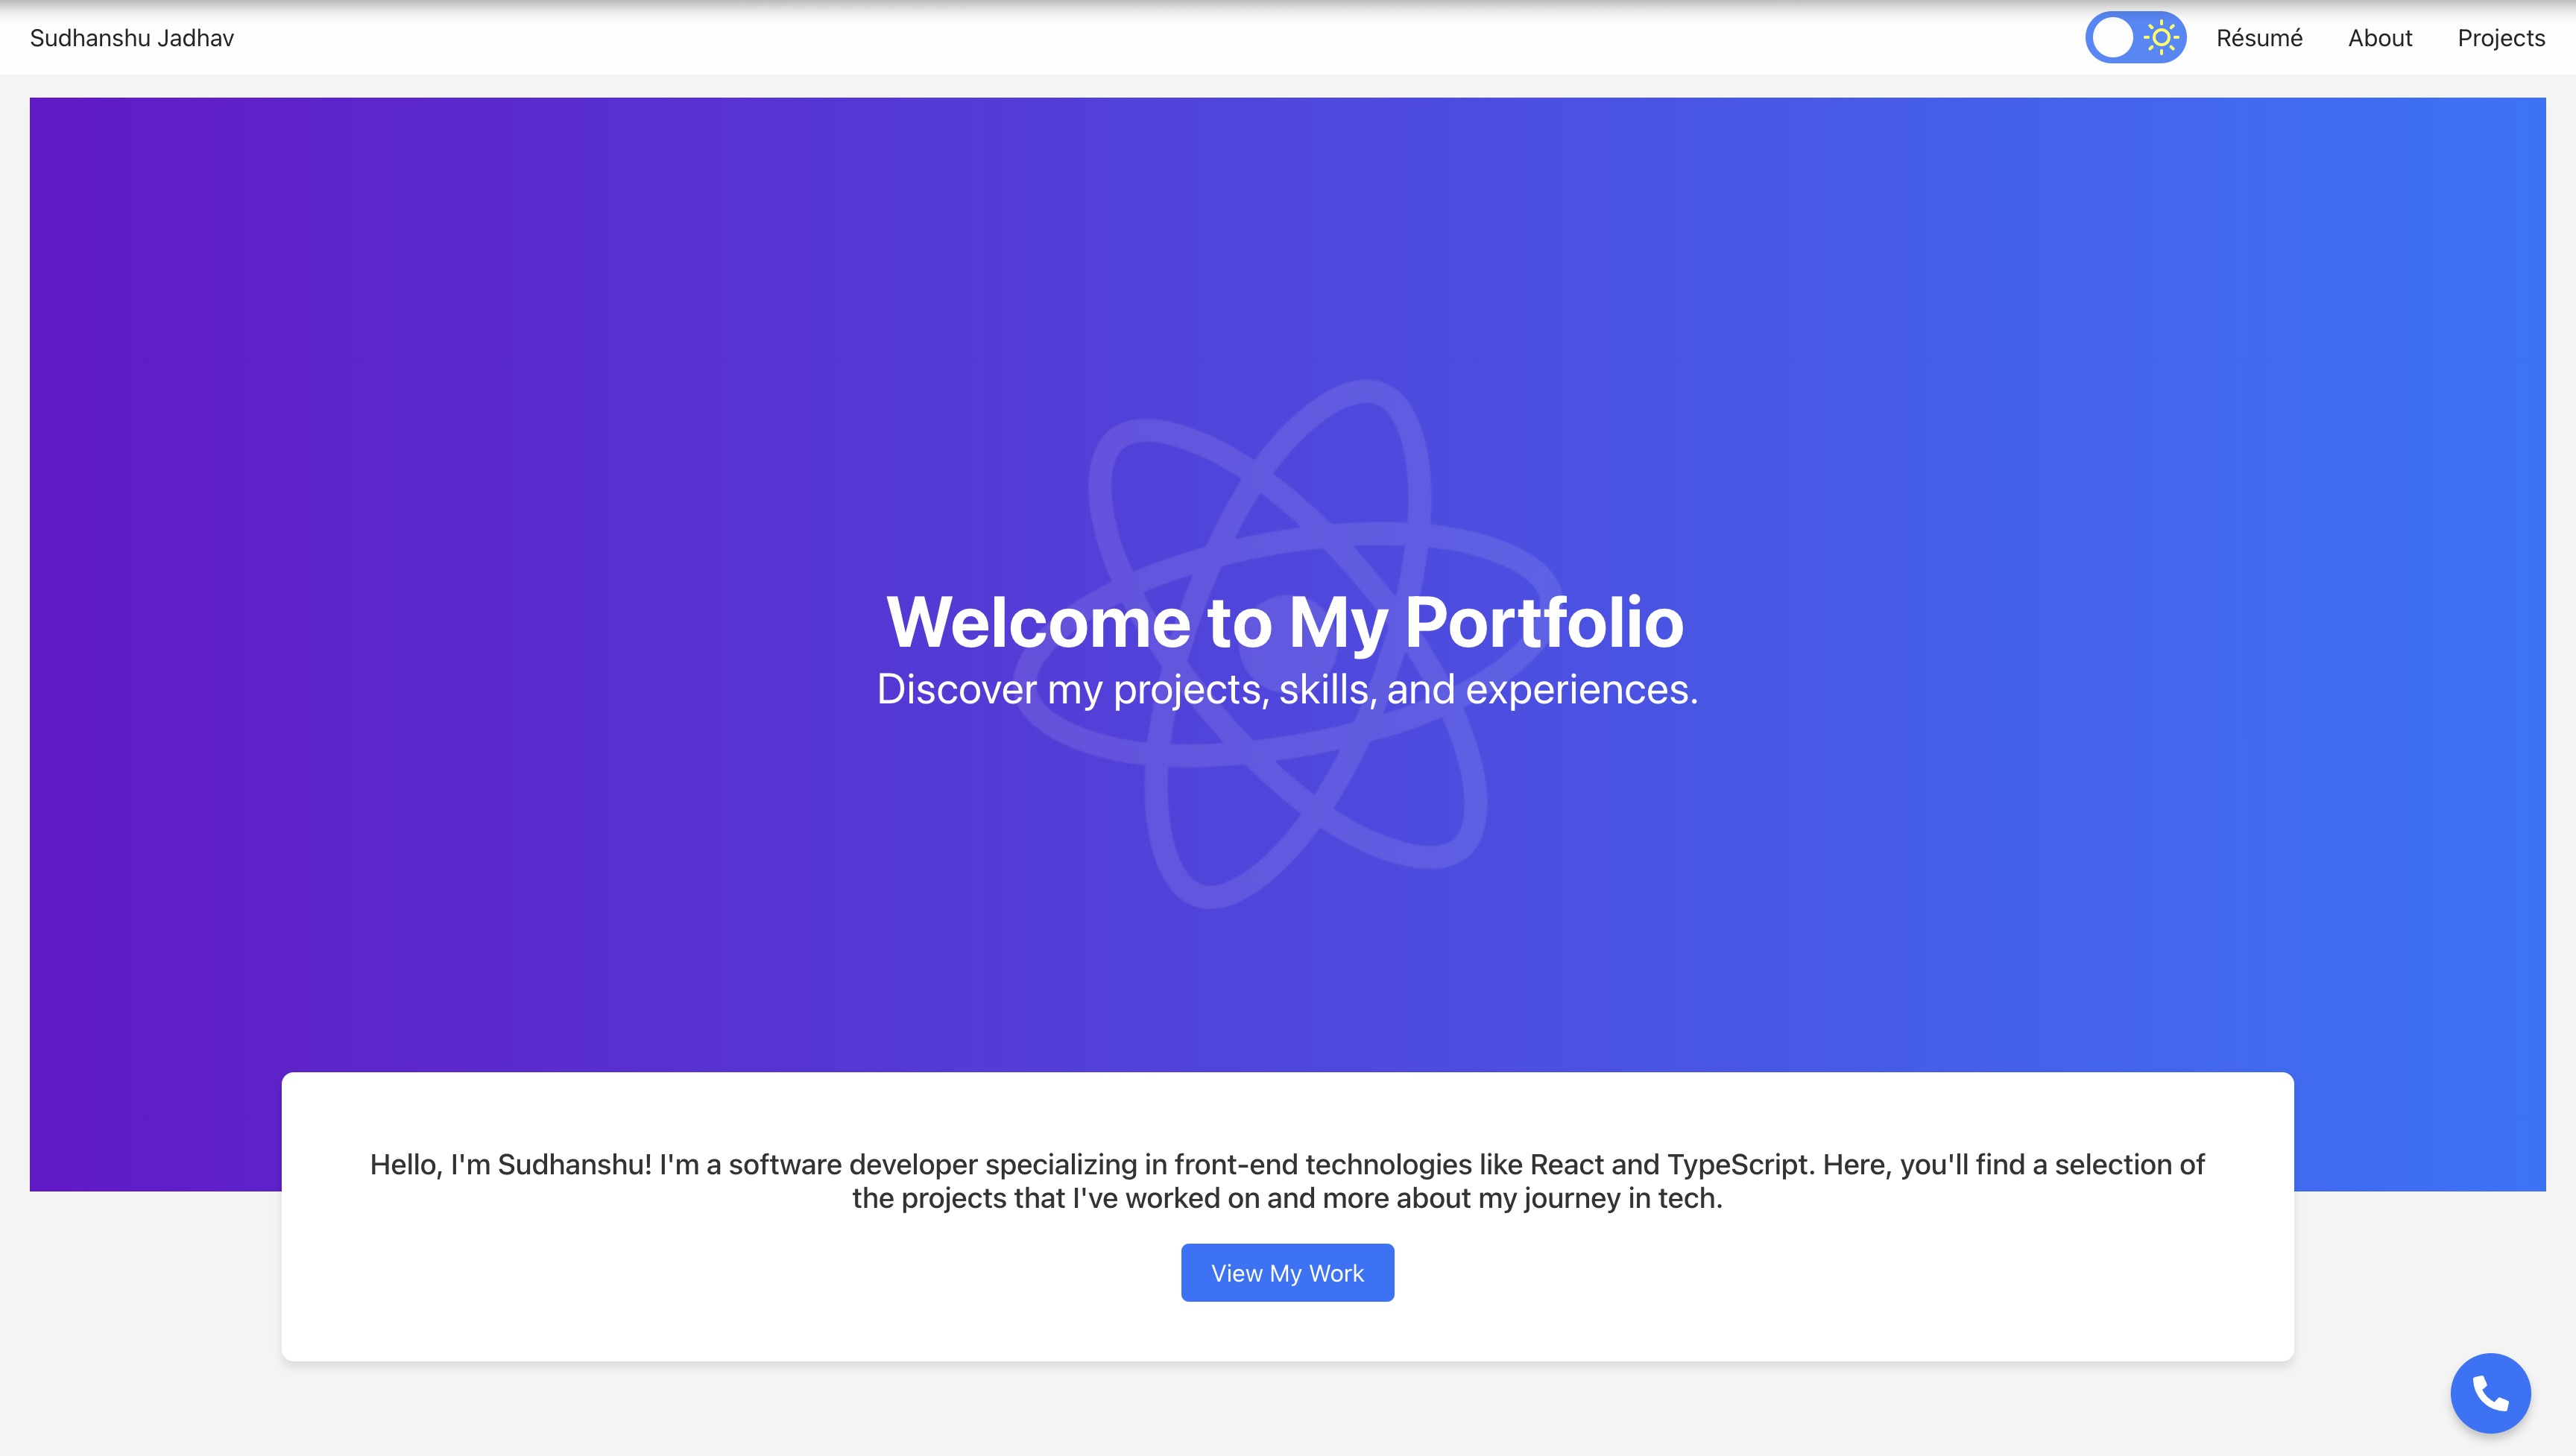 Sudhanshu Jadhav
Résumé
About
Projects
Welcome to My Portfolio
Discover my projects, skills, and experiences.
Hello, I'm Sudhanshu! I'm a software developer specializing in front-end technologies like React and TypeScript. Here, you'll find a selection of
the projects that I've worked on and more about my journey in tech.
View My Work